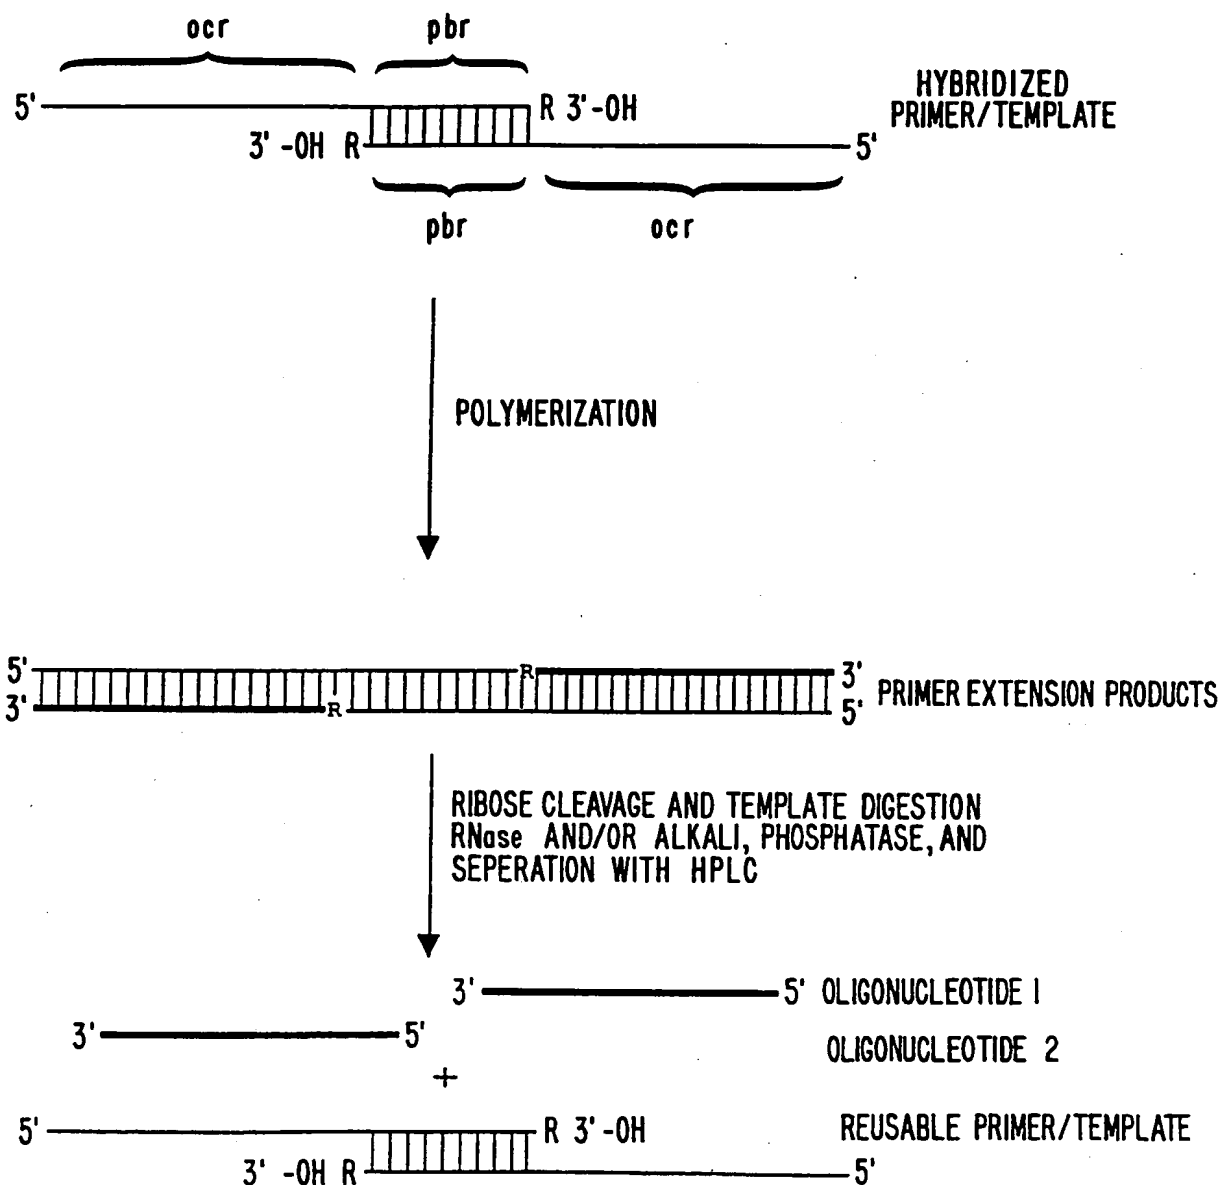 ocr pbr
5' R 3'-OH HYBRIDIZED
PRIMER/TEMPLATE
3' -OH R 5'
pbr ocr
POLYMERIZATION
5' R 3'
3' R 5' PRIMER EXTENSION PRODUCTS
RIBOSE CLEAVAGE AND TEMPLATE DIGESTION
RNase AND/OR ALKALI, PHOSPHATASE, AND
SEPERATION WITH HPLC
3' 5' OLIGONUCLEOTIDE 1
3' 5' OLIGONUCLEOTIDE 2
+
5' R 3'-OH REUSABLE PRIMER/TEMPLATE
3' -OH R 5'